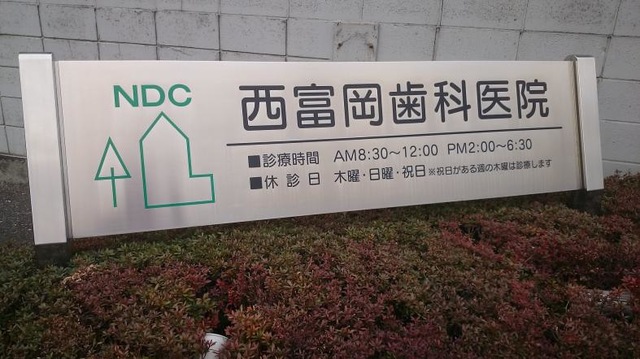 NDC
西富岡歯科医院
■診療時間 AM8:30〜12:00 PM2:00〜6:30
■休診日 木曜・日曜・祝日 ※祝日がある週の木曜は診療します